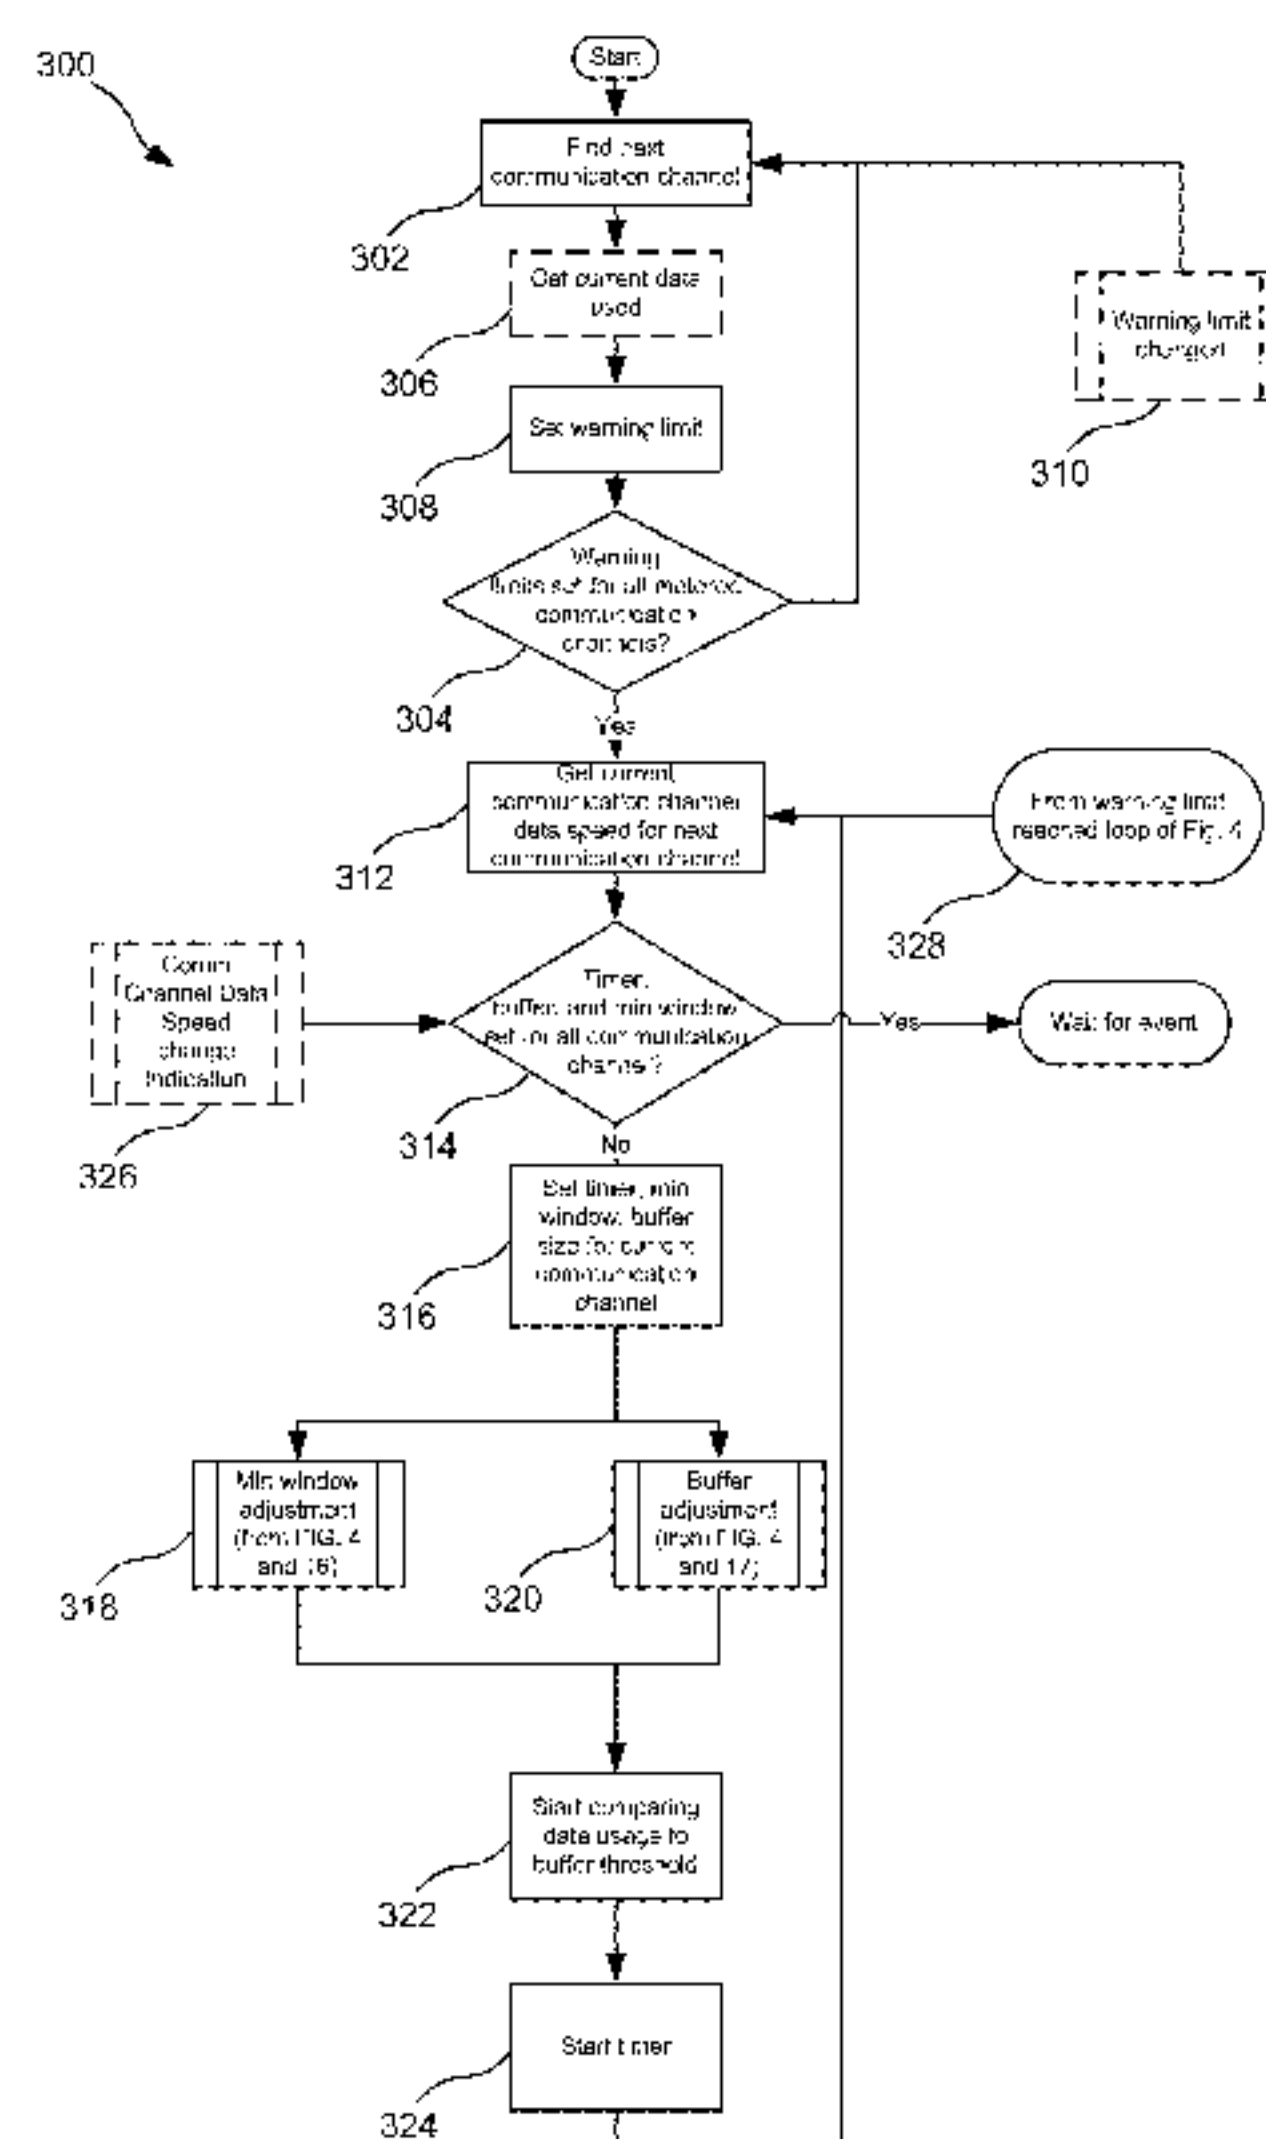 300
Start
Find next
communication channel
302
Get current data
used
306
Warning limit
changed
310
Set warning limit
308
Warning
limits set for all metered
communication
channels?
304
Yes
Get current
communication channel
data speed for next
communication channel
312
From warning limit
reached loop of Fig. 4
328
Comm
Channel Data
Speed
change
indication
326
Timer,
buffer, and min window
set for all communication
channel?
314
Yes
Wait for event
No
Set timer, min
window, buffer
size for current
communication
channel
316
Min window
adjustment
(from FIG. 4
and 16)
318
Buffer
adjustment
(from FIG. 4
and 17)
320
Start comparing
data usage to
buffer threshold
322
Start timer
324